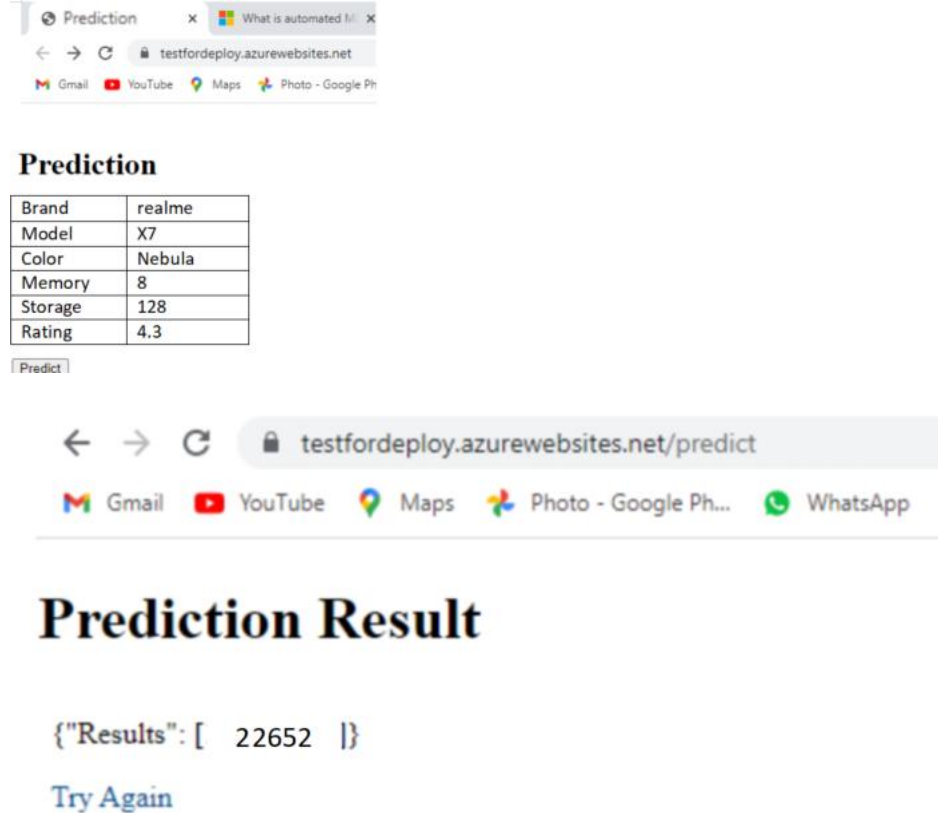 Prediction
What is automated M
testfordeploy.azurewebsites.net
Gmail YouTube Maps Photo - Google Ph
Prediction
Brand realme
Model X7
Color Nebula
Memory 8
Storage 128
Rating 4.3
Predict
testfordeploy.azurewebsites.net/predict
Gmail YouTube Maps Photo - Google Ph... WhatsApp
Prediction Result
{"Results": [ 22652 ]}
Try Again